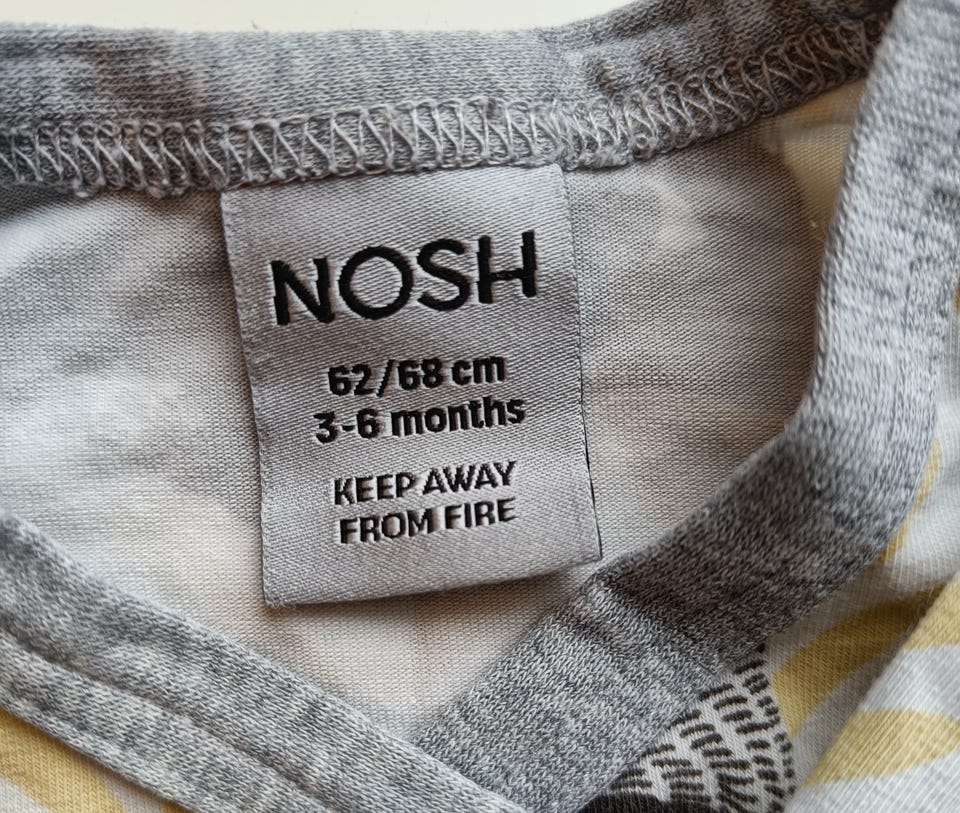 NOSH
62/68 cm
3-6 months
KEEP AWAY
FROM FIRE